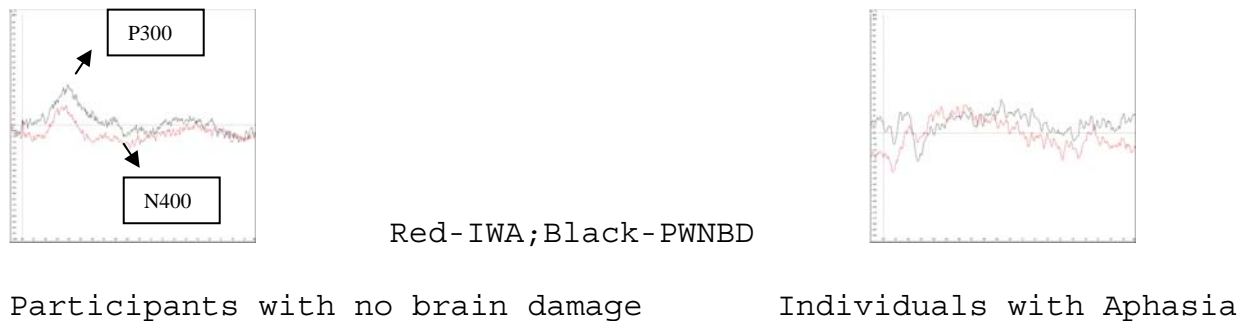 P300
N400
Red-IWA;Black-PWNBD
Participants with no brain damage
Individuals with Aphasia